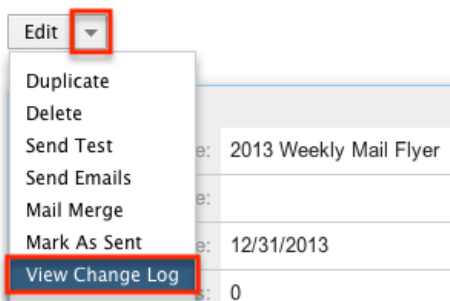 Edit
Duplicate
Delete
Send Test
e: 2013 Weekly Mail Flyer
Send Emails
e:
Mail Merge
Mark As Sent
e: 12/31/2013
View Change Log
s: 0